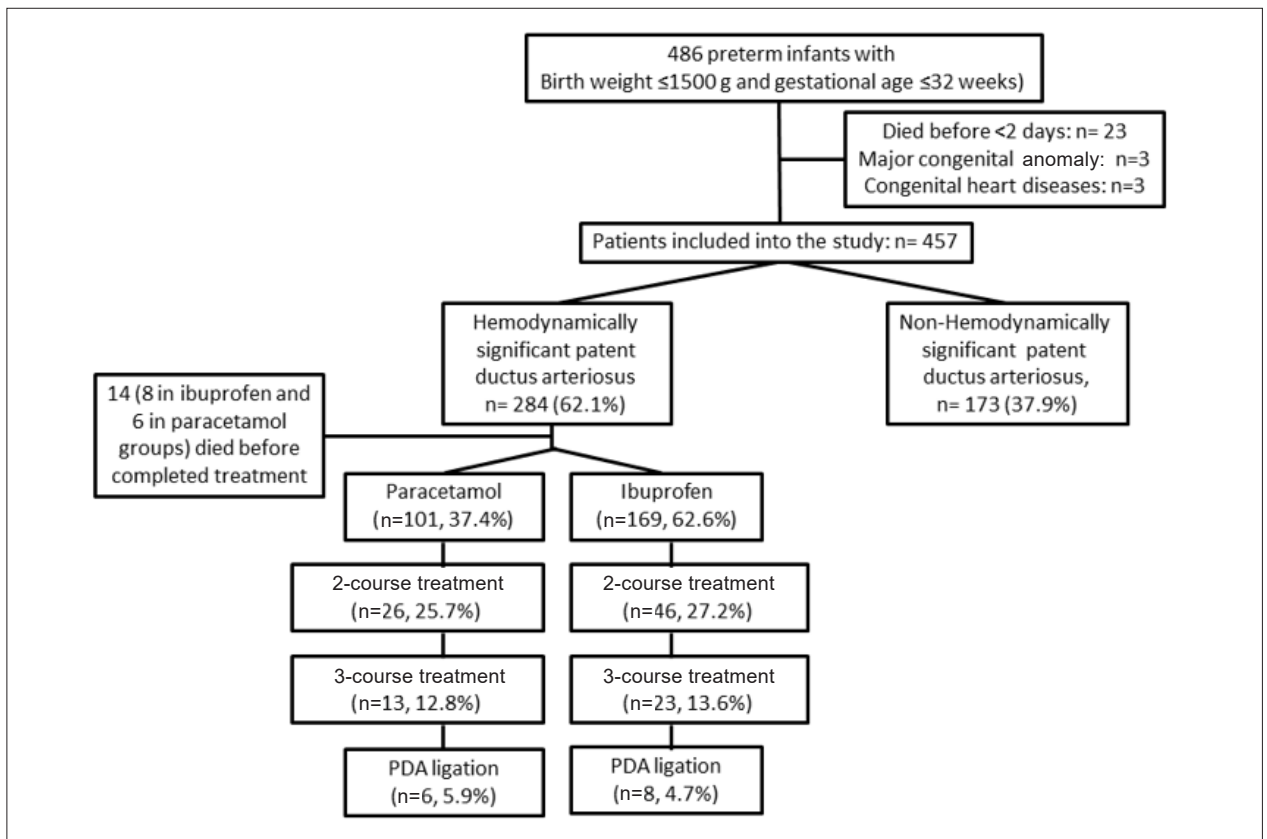 486 preterm infants with
Birth weight ≤1500 g and gestational age ≤32 weeks)
Died before <2 days: n= 23
Major congenital anomaly: n=3
Congenital heart diseases: n=3
Patients included into the study: n= 457
Hemodynamically
significant patent
ductus arteriosus
n= 284 (62.1%)
Non-Hemodynamically
significant patent
ductus arteriosus,
n= 173 (37.9%)
14 (8 in ibuprofen and
6 in paracetamol
groups) died before
completed treatment
Paracetamol
(n=101, 37.4%)
Ibuprofen
(n=169, 62.6%)
2-course treatment
(n=26, 25.7%)
2-course treatment
(n=46, 27.2%)
3-course treatment
(n=13, 12.8%)
3-course treatment
(n=23, 13.6%)
PDA ligation
(n=6, 5.9%)
PDA ligation
(n=8, 4.7%)